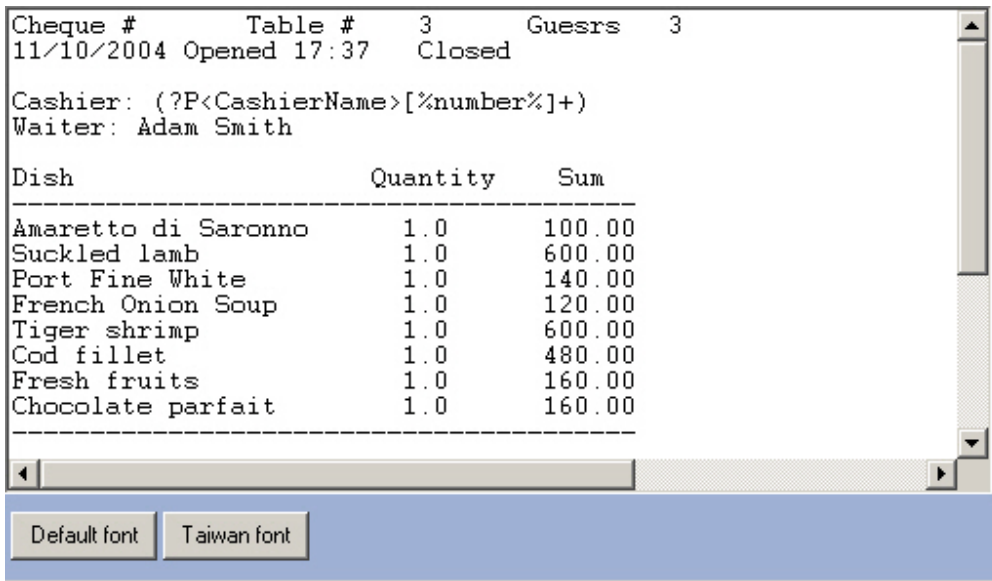 Cheque # Table # 3 Guesrs 3
11/10/2004 Opened 17:37 Closed
Cashier: (?P<CashierName>[%number%]+)
Waiter: Adam Smith
Dish Quantity Sum
----------------------------------------
Amaretto di Saronno 1.0 100.00
Suckled lamb 1.0 600.00
Port Fine White 1.0 140.00
French Onion Soup 1.0 120.00
Tiger shrimp 1.0 600.00
Cod fillet 1.0 480.00
Fresh fruits 1.0 160.00
Chocolate parfait 1.0 160.00
----------------------------------------
Default font Taiwan font